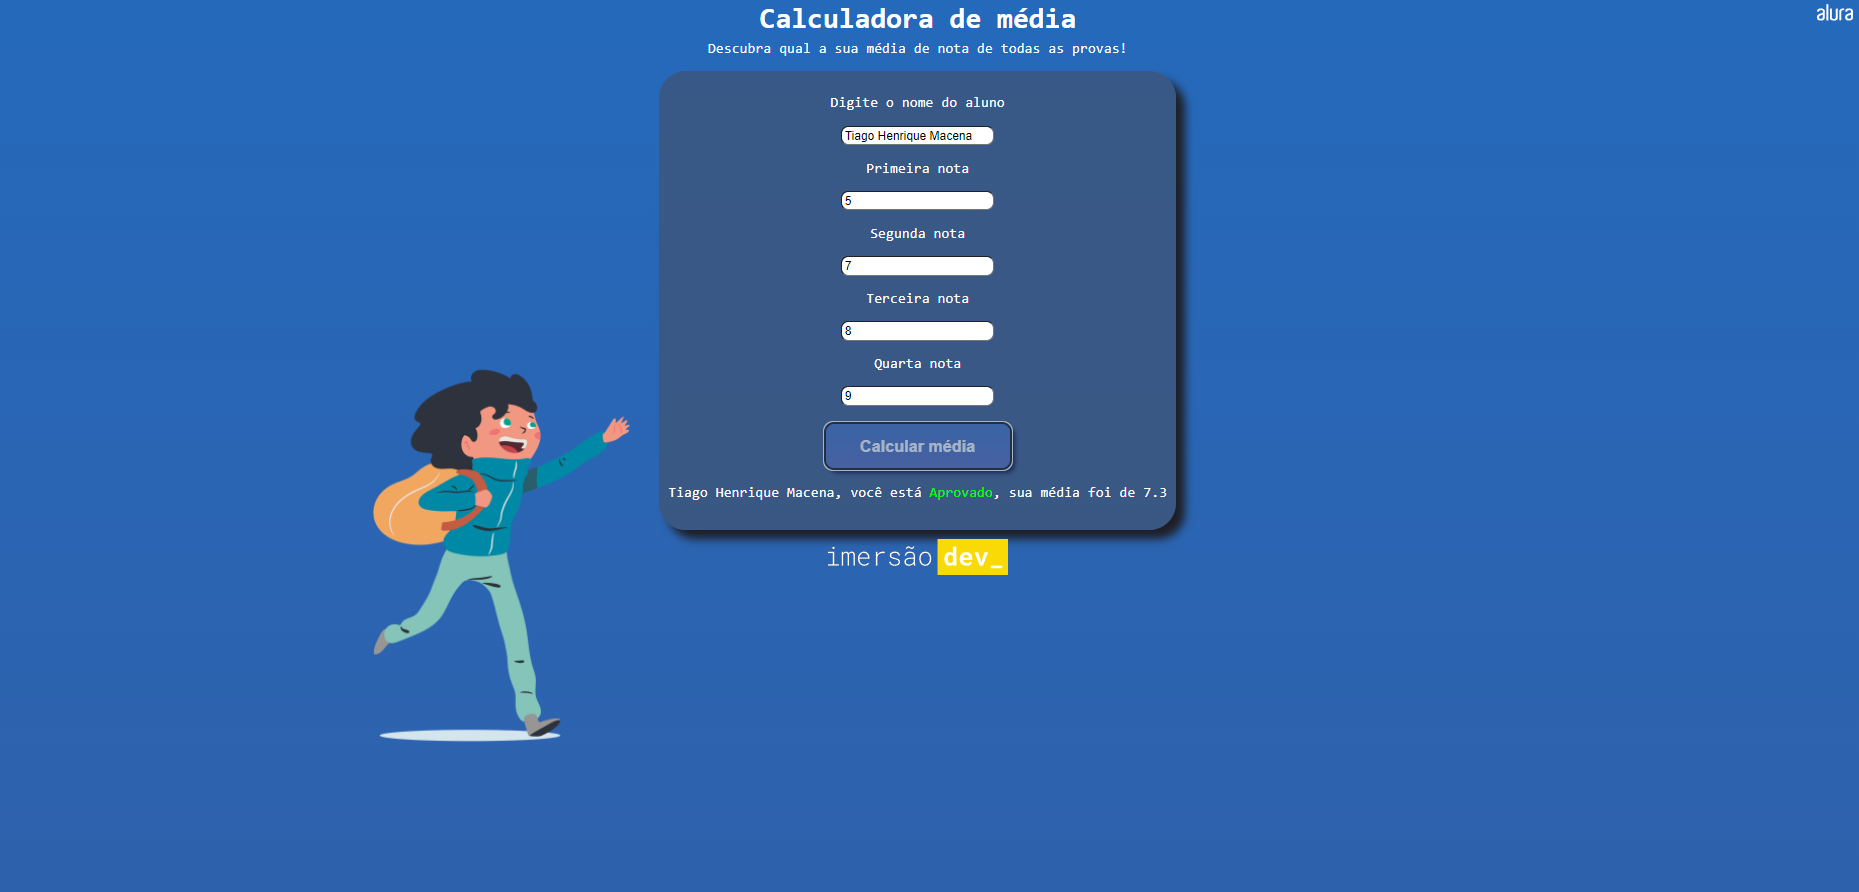 Calculadora de média
alura
Descubra qual a sua média de nota de todas as provas!
Digite o nome do aluno
Tiago Henrique Macena
Primeira nota
5
Segunda nota
7
Terceira nota
8
Quarta nota
9
Calcular média
Tiago Henrique Macena, você está Aprovado, sua média foi de 7.3
imersão dev_